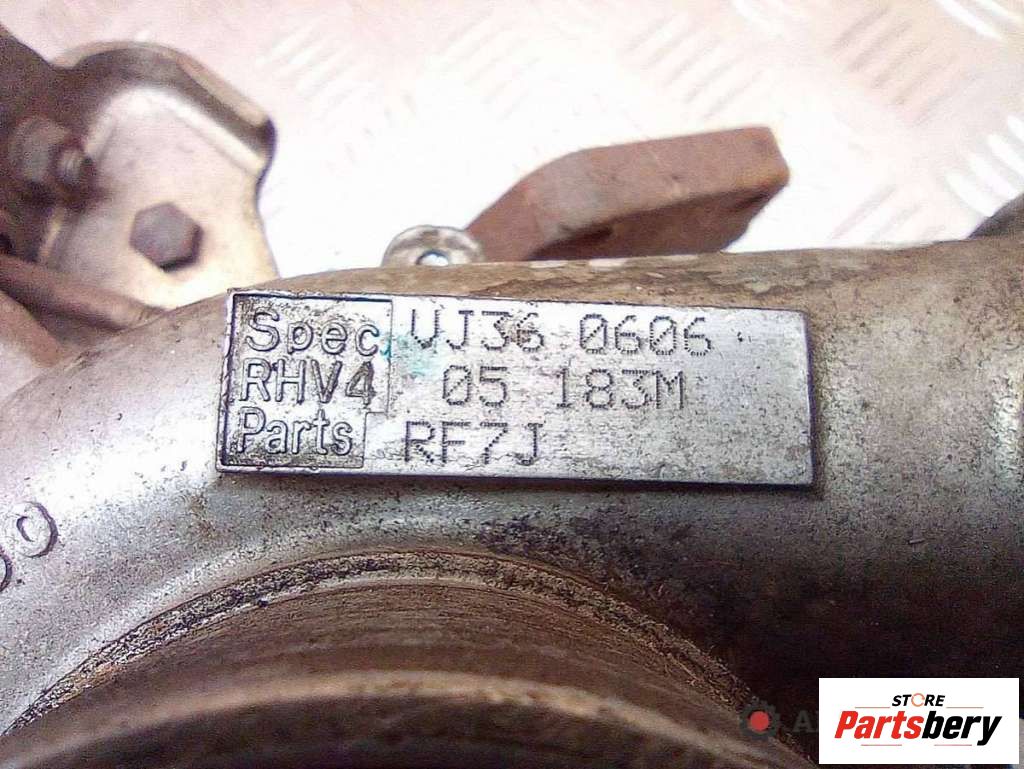 Spec VJ36 0606
RHV4 05 183M
Parts RF7J
STORE
Partsbery